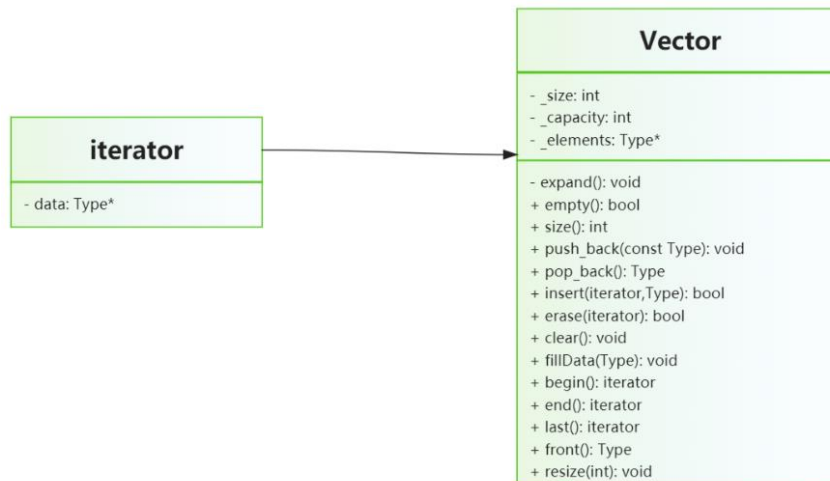 iterator
- data: Type*
Vector
- _size: int
- _capacity: int
- _elements: Type*
- expand(): void
+ empty(): bool
+ size(): int
+ push_back(const Type): void
+ pop_back(): Type
+ insert(iterator,Type): bool
+ erase(iterator): bool
+ clear(): void
+ fillData(Type): void
+ begin(): iterator
+ end(): iterator
+ last(): iterator
+ front(): Type
+ resize(int): void